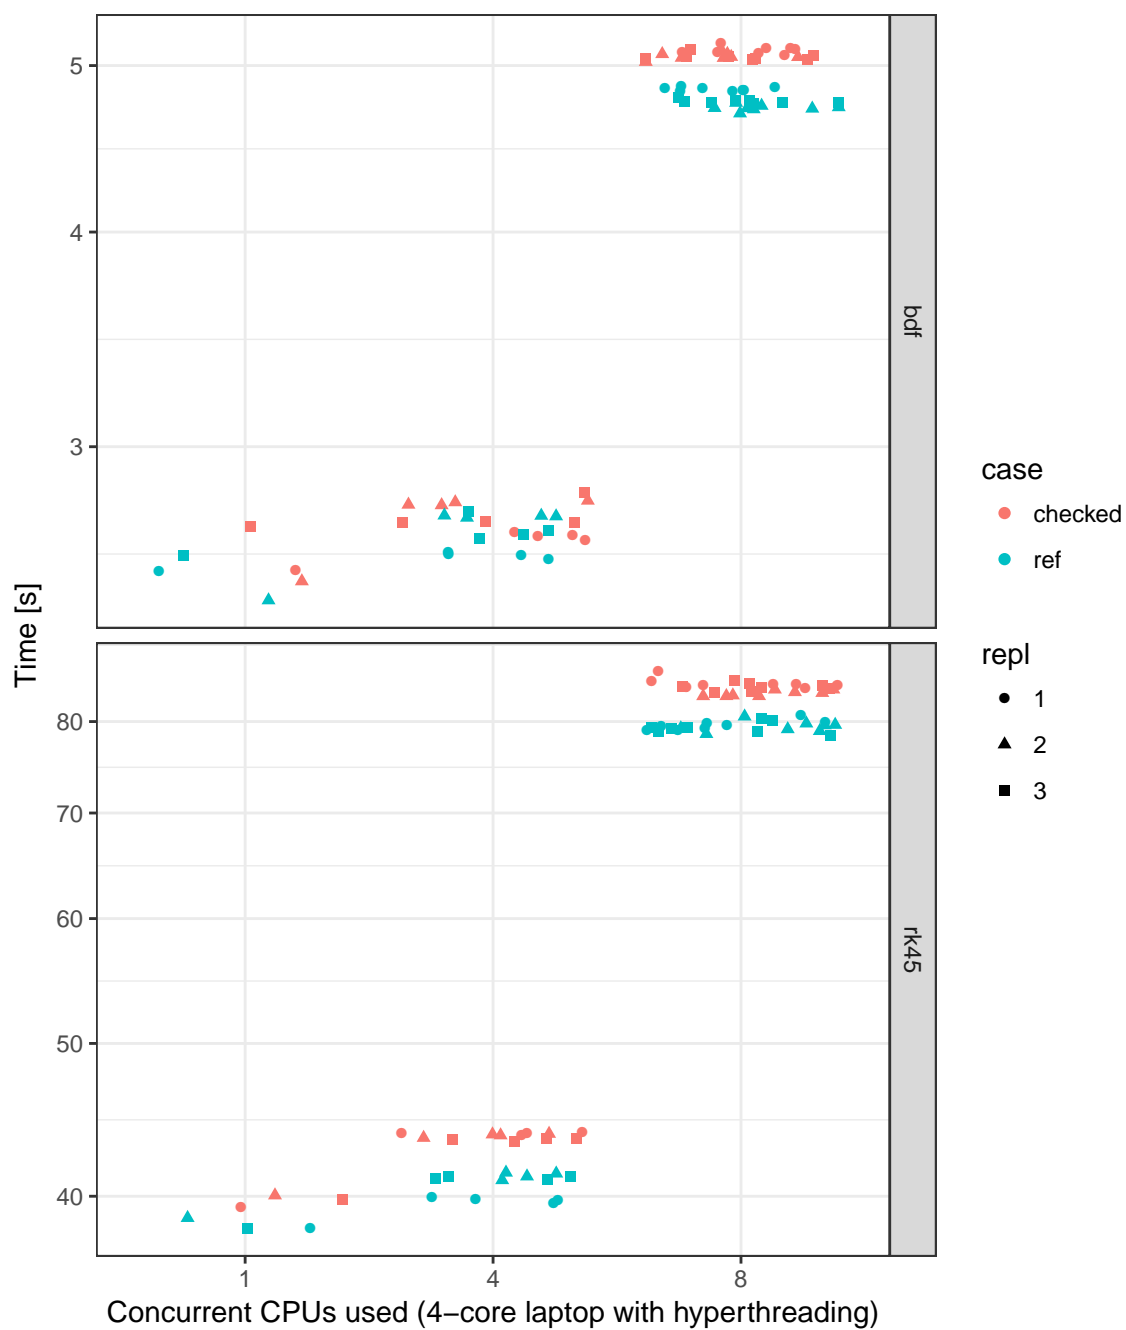 5
4
3
bdf
80
70
60
50
40
rk45
1
4
8
Time [s]
Concurrent CPUs used (4−core laptop with hyperthreading)
case
checked
ref
repl
1
2
3